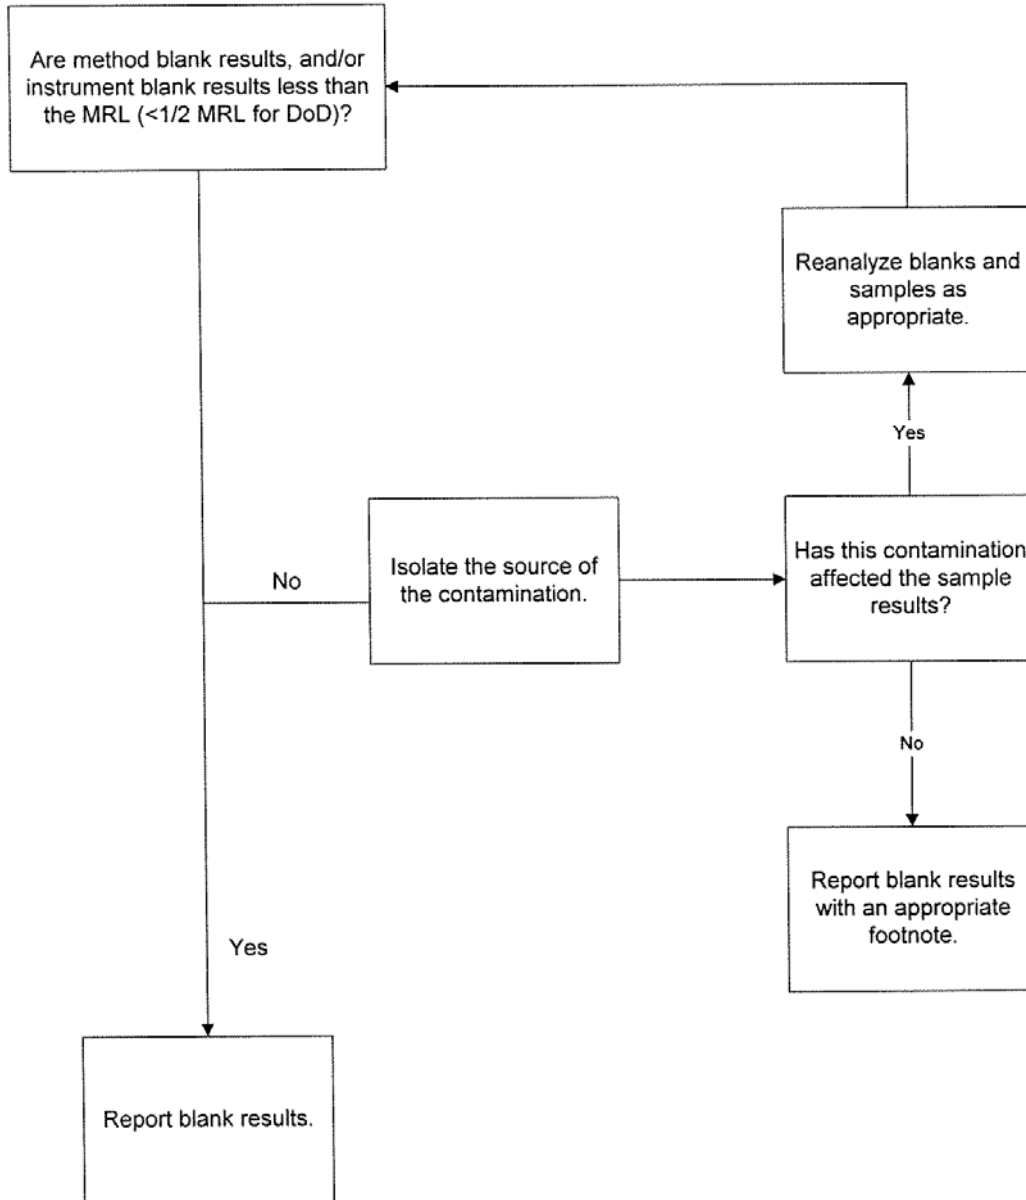 Are method blank results, and/or
instrument blank results less than
the MRL (<1/2 MRL for DoD)?
Reanalyze blanks and
samples as
appropriate.
Yes
No
Isolate the source of
the contamination.
Has this contamination
affected the sample
results?
No
Report blank results
with an appropriate
footnote.
Yes
Report blank results.